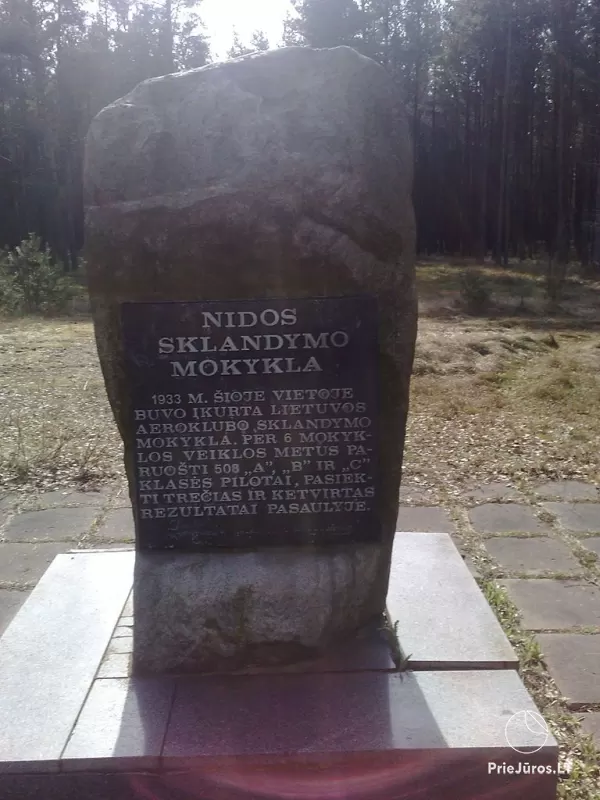 NIDOS
SKLANDYMO
MOKYKLA
1933 M. ŠIOJE VIETOJE
BUVO ĮKURTA LIETUVOS
AEROKLUBO SKLANDYMO
MOKYKLA. PER 6 MOKYK-
LOS VEIKLOS METUS PA-
RUOŠTI 508 „A", „B" IR „C"
KLASĖS PILOTAI, PASIEK-
TI TREČIAS IR KETVIRTAS
REZULTATAI PASAULYJE.
PrieJūros.LT